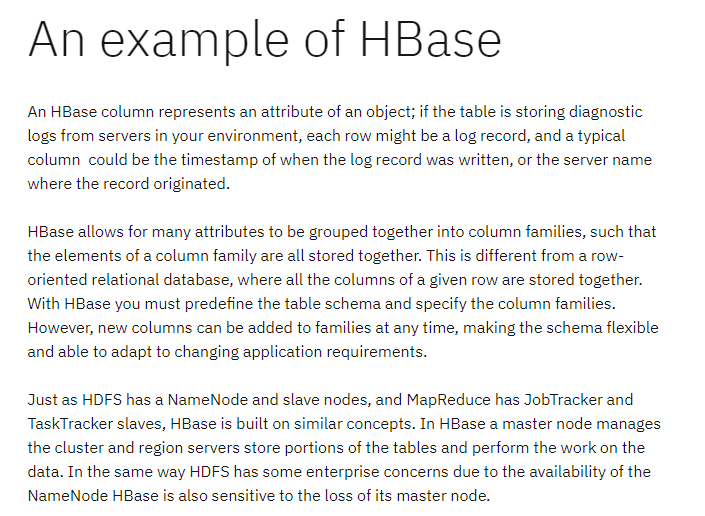 An example of HBase
An HBase column represents an attribute of an object; if the table is storing diagnostic
logs from servers in your environment, each row might be a log record, and a typical
column  could be the timestamp of when the log record was written, or the server name
where the record originated.
HBase allows for many attributes to be grouped together into column families, such that
the elements of a column family are all stored together. This is different from a row-
oriented relational database, where all the columns of a given row are stored together.
With HBase you must predefine the table schema and specify the column families.
However, new columns can be added to families at any time, making the schema flexible
and able to adapt to changing application requirements.
Just as HDFS has a NameNode and slave nodes, and MapReduce has JobTracker and
TaskTracker slaves, HBase is built on similar concepts. In HBase a master node manages
the cluster and region servers store portions of the tables and perform the work on the
data. In the same way HDFS has some enterprise concerns due to the availability of the
NameNode HBase is also sensitive to the loss of its master node.